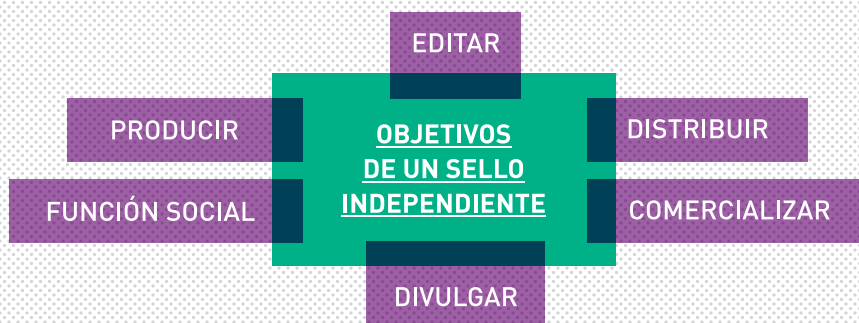 EDITAR
PRODUCIR
OBJETIVOS
DE UN SELLO
INDEPENDIENTE
DISTRIBUIR
FUNCIÓN SOCIAL
COMERCIALIZAR
DIVULGAR